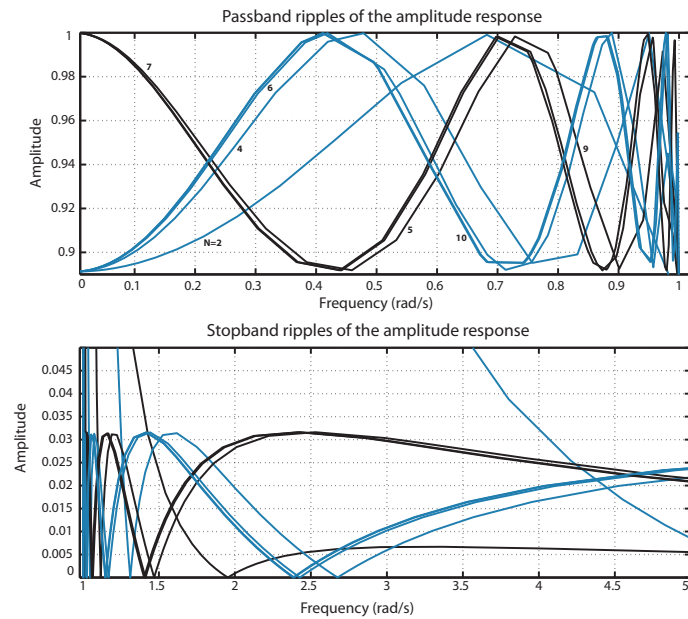 Passband ripples of the amplitude response
1
0.98
0.96
0.94
0.92
0.9
Amplitude
7
6
4
N=2
5
10
9
0 0.1 0.2 0.3 0.4 0.5 0.6 0.7 0.8 0.9 1
Frequency (rad/s)
Stopband ripples of the amplitude response
0.045
0.04
0.035
0.03
0.025
0.02
0.015
0.01
0.005
0
Amplitude
1 1.5 2 2.5 3 3.5 4 4.5 5
Frequency (rad/s)